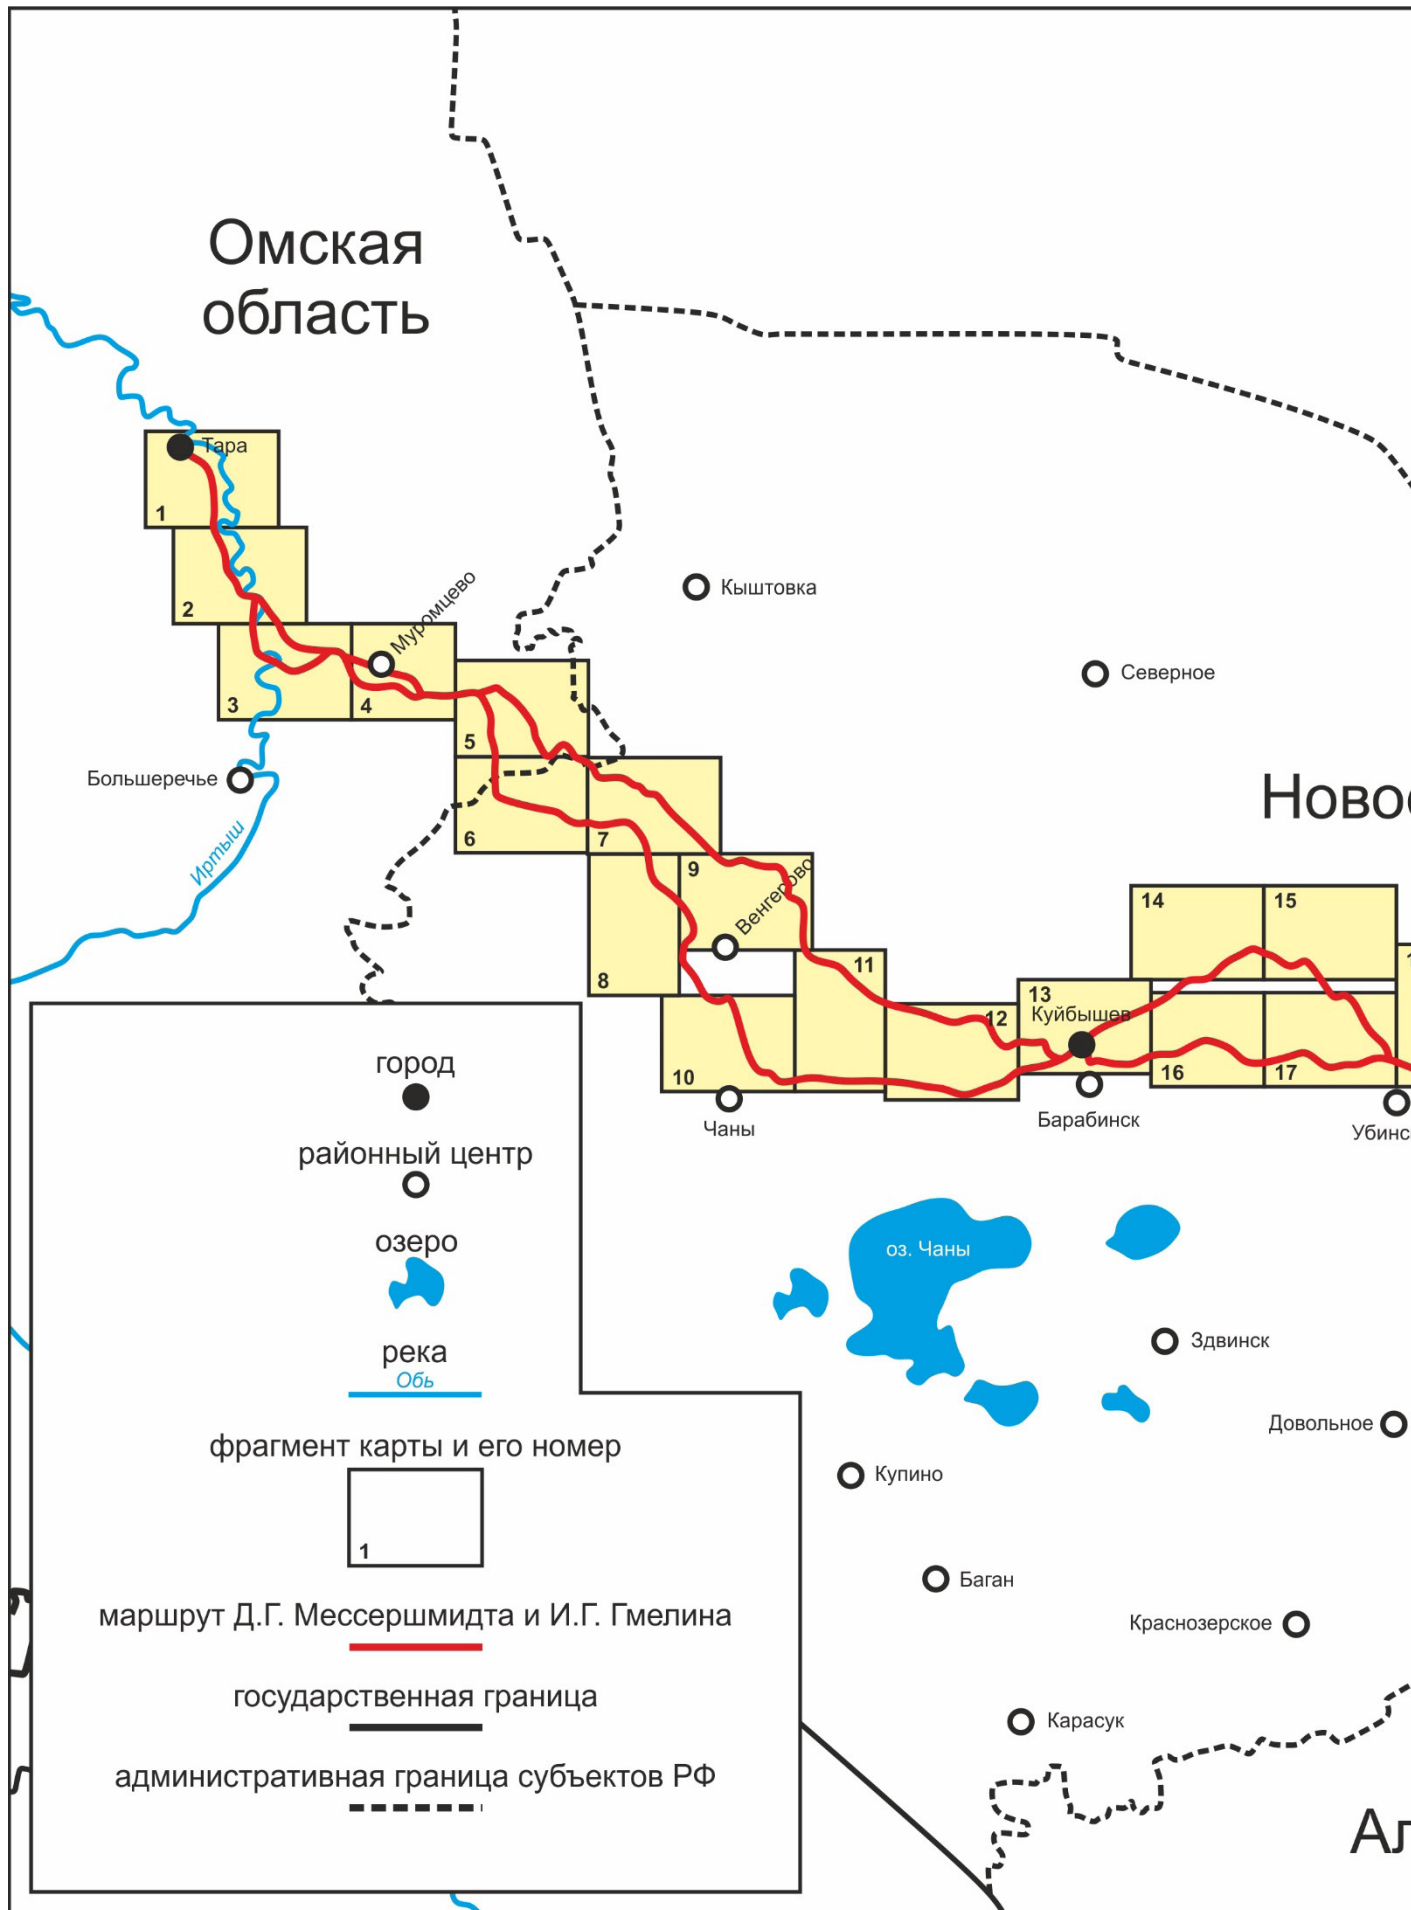 Омская
область
Тара
1
2
Муромцево
Кыштовка
Северное
3
4
5
Большеречье
Иртыш
6
7
Новос
9
Венгерово
14
15
8
11
13
Куйбышев
12
1
10
16
17
Чаны
Барабинск
Убинс
город
районный центр
озеро
река
Обь
фрагмент карты и его номер
1
маршрут Д.Г. Мессершмидта и И.Г. Гмелина
государственная граница
административная граница субъектов РФ
оз. Чаны
Здвинск
Довольное
Купино
Баган
Краснозерское
Карасук
Ал